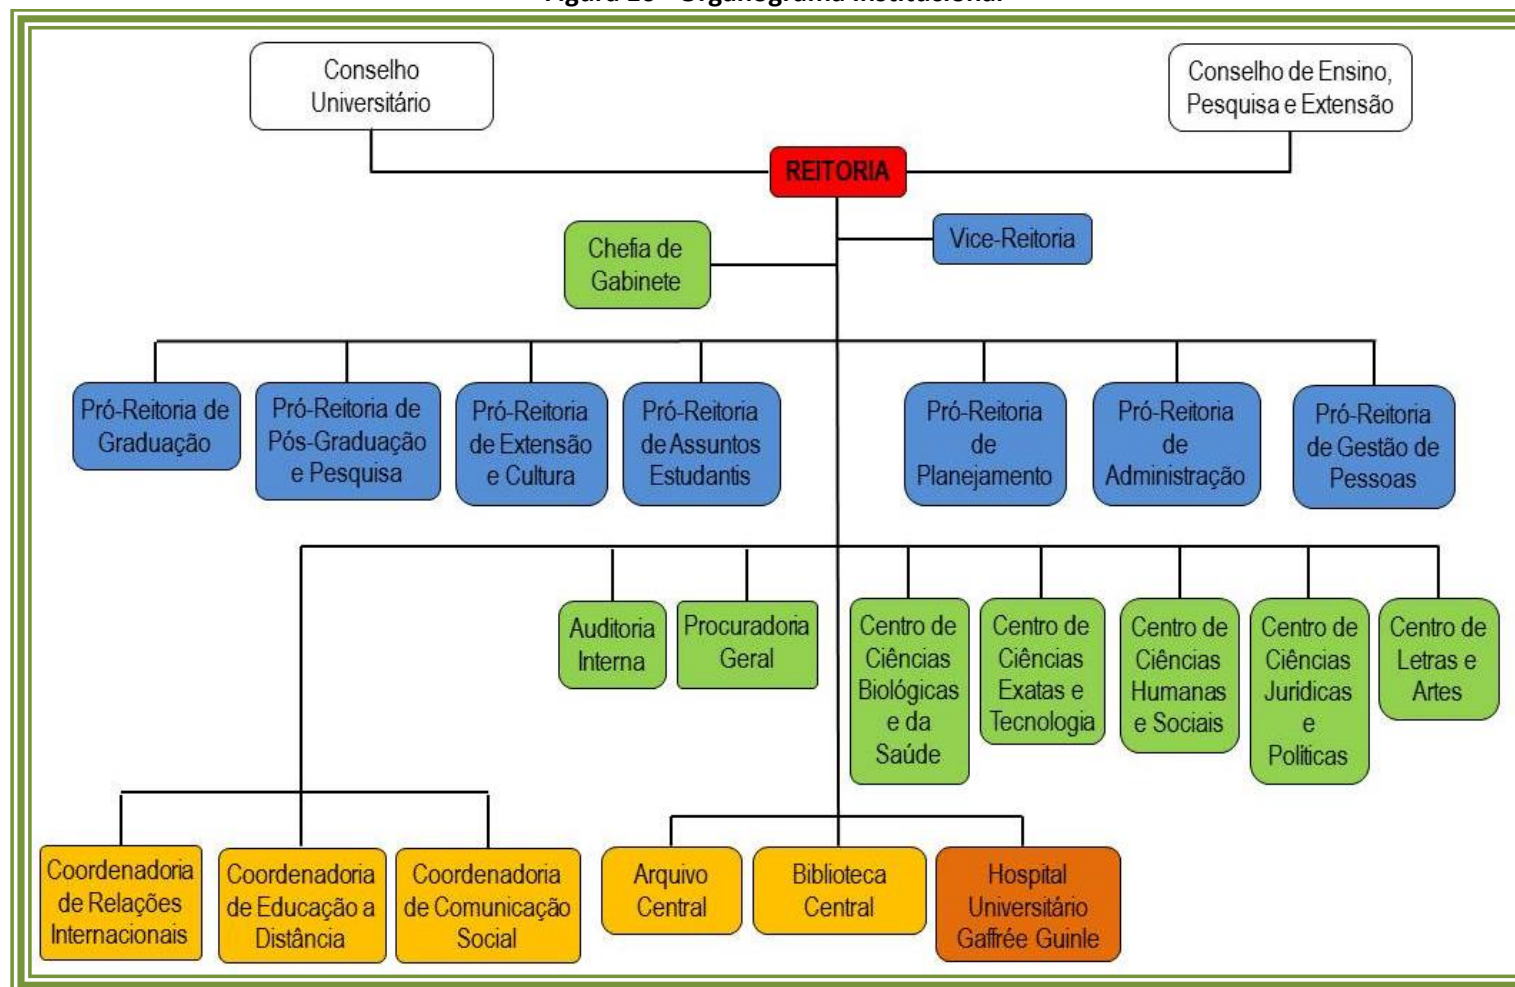 Organograma Institucional
Conselho
Universitário
Conselho de Ensino,
Pesquisa e Extensão
REITORIA
Vice-Reitoria
Chefia de
Gabinete
Pró-Reitoria de
Graduação
Pró-Reitoria de
Pós-Graduação
e Pesquisa
Pró-Reitoria
de Extensão
e Cultura
Pró-Reitoria
de Assuntos
Estudantis
Pró-Reitoria
de
Planejamento
Pró-Reitoria
de
Administração
Pró-Reitoria
de Gestão de
Pessoas
Auditoria
Interna
Procuradoria
Geral
Centro de
Ciências
Biológicas
e da
Saúde
Centro de
Ciências
Exatas e
Tecnologia
Centro de
Ciências
Humanas
e Sociais
Centro de
Ciências
Jurídicas
e
Políticas
Centro de
Letras e
Artes
Coordenadoria
de Relações
Internacionais
Coordenadoria
de Educação a
Distância
Coordenadoria
de Comunicação
Social
Arquivo
Central
Biblioteca
Central
Hospital
Universitário
Gaffrée Guinle